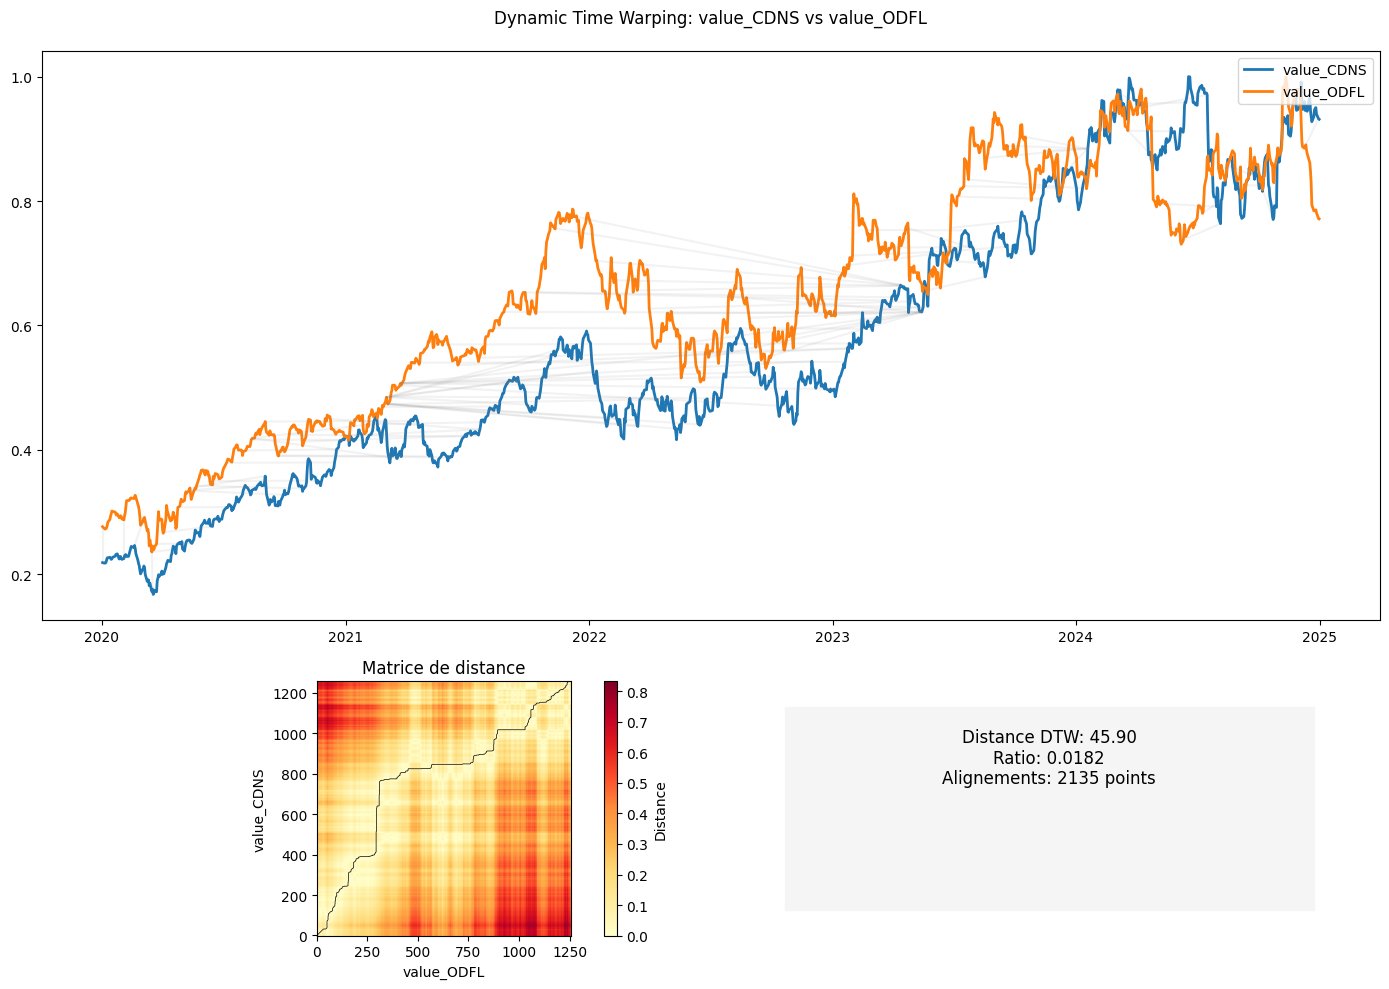 Dynamic Time Warping: value_CDNS vs value_ODFL
value_CDNS
value_ODFL
1.0
0.8
0.6
0.4
0.2
2020 2021 2022 2023 2024 2025
Matrice de distance
value_CDNS
1200
1000
800
600
400
200
0
0 250 500 750 1000 1250
value_ODFL
0.8
0.7
0.6
0.5
0.4
0.3
0.2
0.1
0.0
Distance
Distance DTW: 45.90
Ratio: 0.0182
Alignements: 2135 points